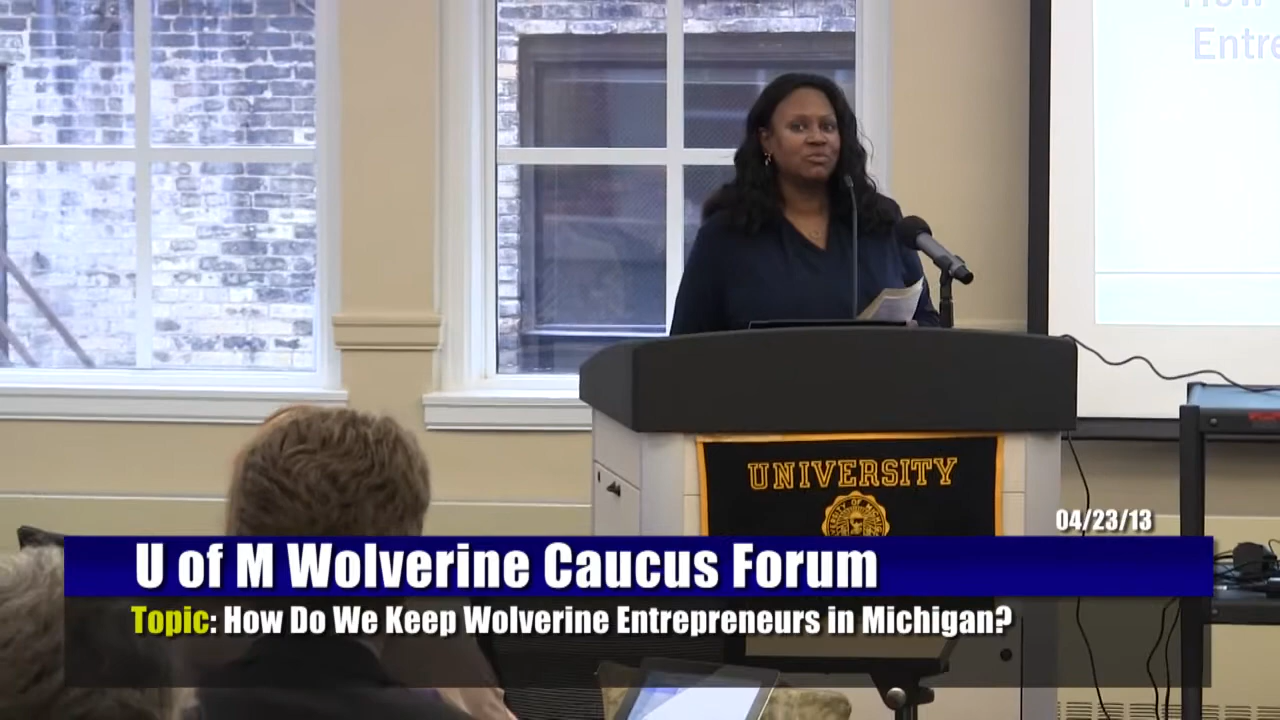 Entre
UNIVERSITY
04/23/13
U of M Wolverine Caucus Forum
Topic: How Do We Keep Wolverine Entrepreneurs in Michigan?